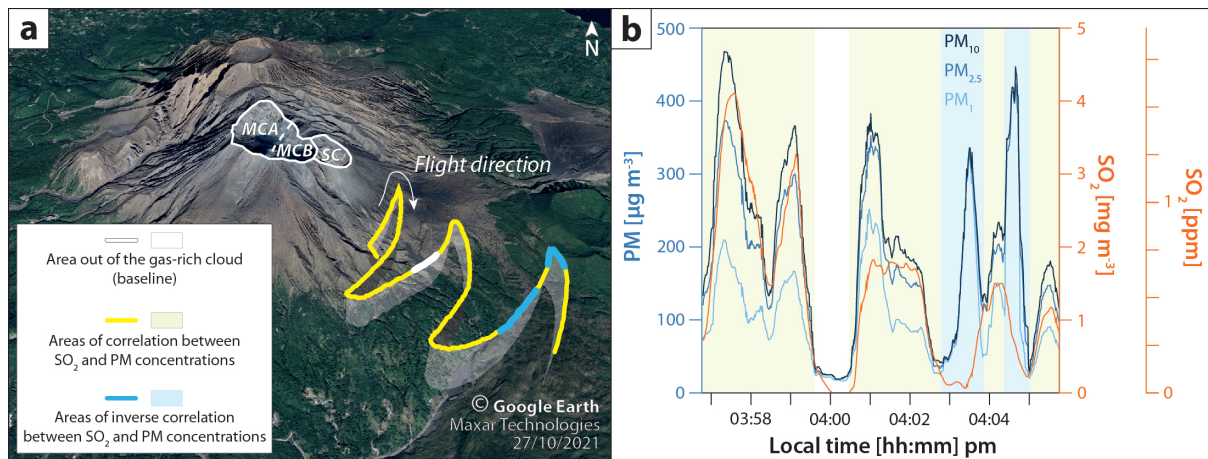 a
N
MCA
MCB
SC
Flight direction
Area out of the gas-rich cloud
(baseline)
Areas of correlation between
SO₂ and PM concentrations
Areas of inverse correlation
between SO₂ and PM concentrations
© Google Earth
Maxar Technologies
27/10/2021
b
PM [µg m⁻³]
500
400
300
200
100
0
PM₁₀
PM₂.₅
PM₁
5
4
3
2
1
0
SO₂ [mg m⁻³]
1
0
SO₂ [ppm]
03:58
04:00
04:02
04:04
Local time [hh:mm] pm